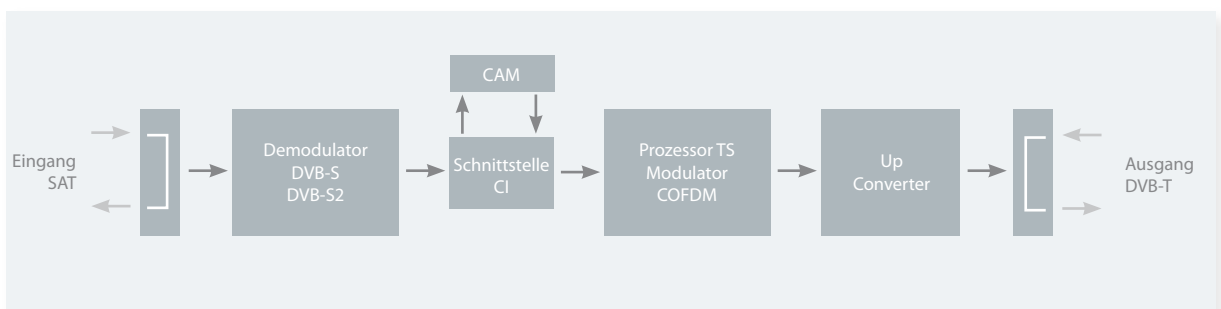 Eingang
SAT
Demodulator
DVB-S
DVB-S2
CAM
Schnittstelle
CI
Prozessor TS
Modulator
COFDM
Up
Converter
Ausgang
DVB-T